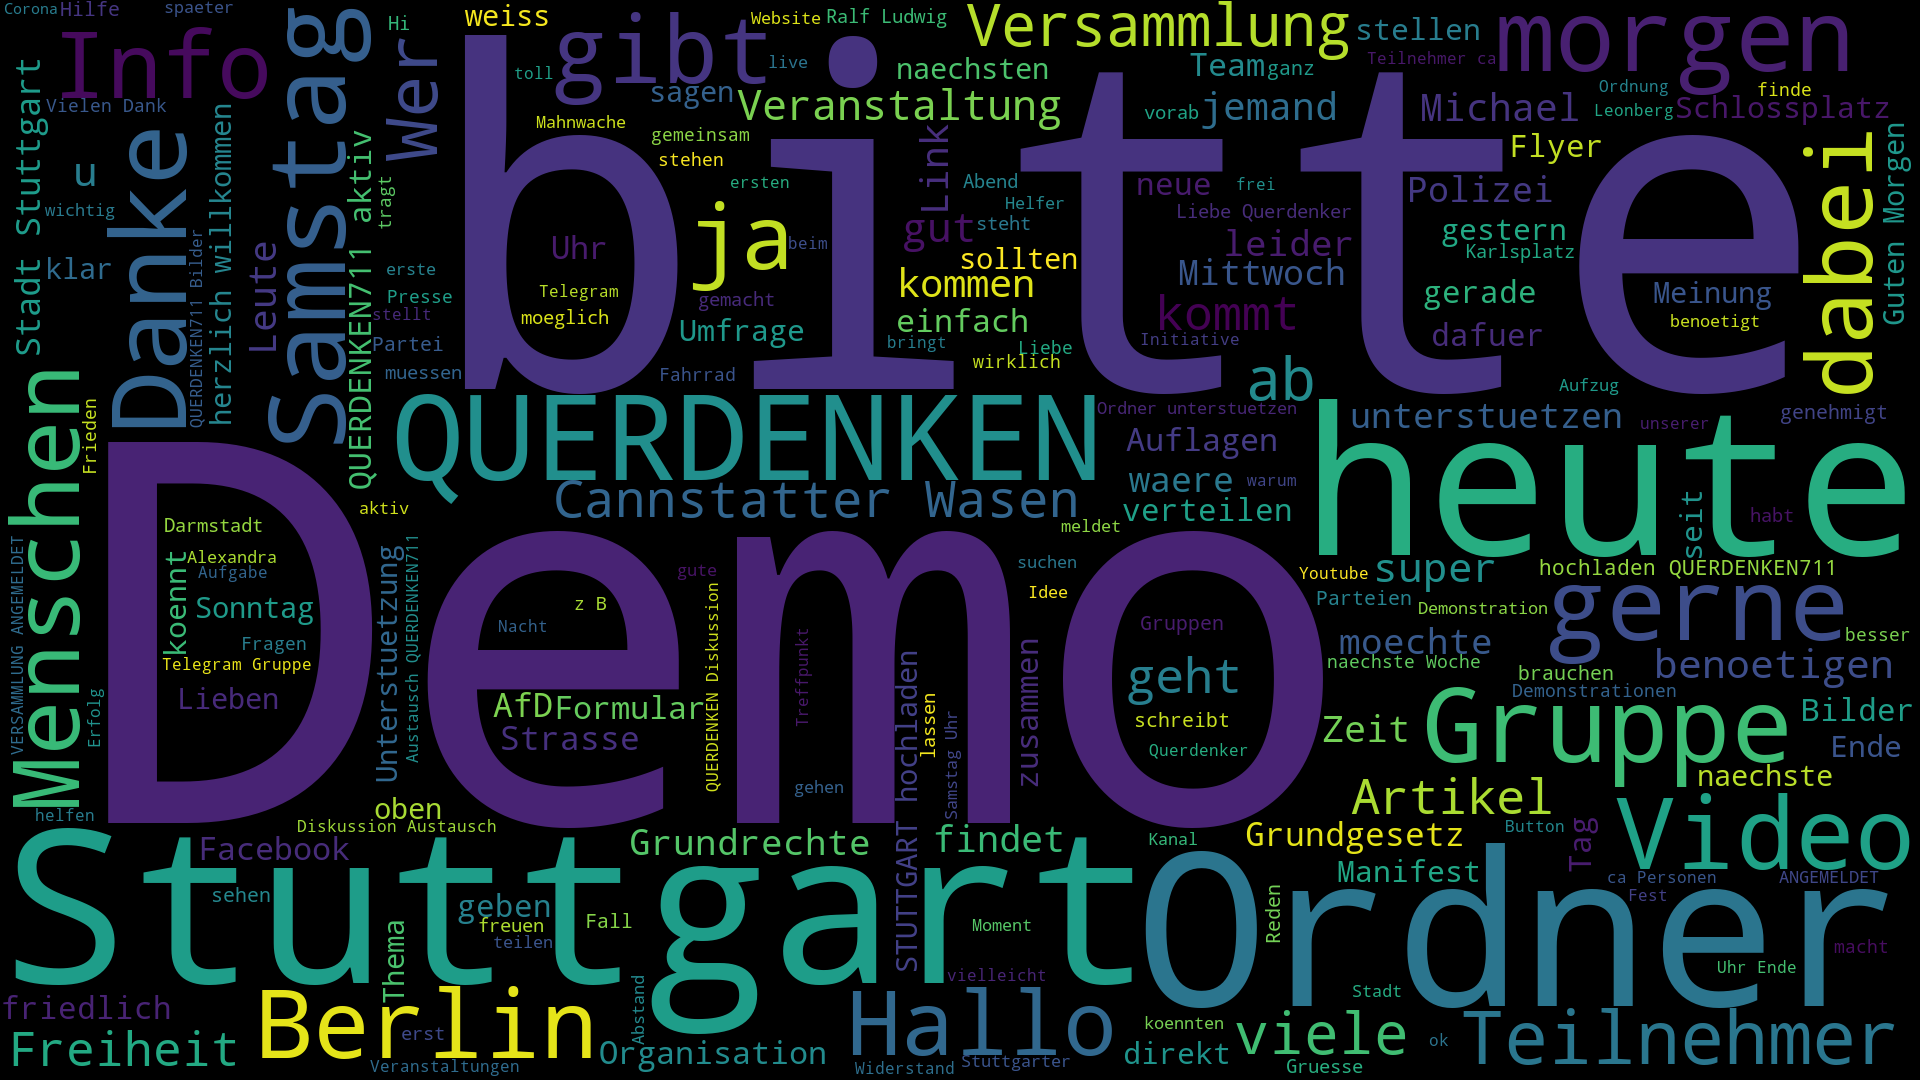 Corona
Hilfe
spaeter
Info
Vielen Dank
Stadt Stuttgart
Danke
u
wichtig
klar
QUERDENKEN711 Bilder
herzlich willkommen
Leute
Samstag
QUERDENKEN711 aktiv
Hi
Wer
tragt
erste
Presse
stellt
Partei
muessen
weiss
toll
gibt
live
sagen
Website
Ralf Ludwig
Versammlung
naechsten
Veranstaltung
Mahnwache
gemeinsam
stehen
ersten
bitte
Uhr
Telegram
moeglich
ja
beim
gemacht
Umfrage
Fahrrad
Link
gut
Abend
Helfer
steht
sollten
kommen
einfach
bringt
Liebe
wirklich
stellen
Teilnehmer ca
Team
ganz
vorab
jemand
neue
frei
Liebe Querdenker
leider
Mittwoch
kommt
Initiative
ab
morgen
Ordnung
finde
Leonberg
Michael
Schlossplatz
Flyer
Polizei
gestern
Karlsplatz
gerade
dafuer
Meinung
benoetigt
Aufzug
dabei
Guten Morgen
genehmigt
Menschen
Frieden
QUERDENKEN
Cannstatter Wasen
Ordner unterstuetzen
Auflagen
waere
warum
verteilen
meldet
unterstuetzen
unserer
heute
seit
habt
VERSAMMLUNG ANGEMELDET
Erfolg
Demo
Darmstadt
Alexandra
Aufgabe
koennt
Sonntag
Fragen
Telegram Gruppe
Lieben
aktiv
Unterstuetzung
Austausch QUERDENKEN711
z B
Nacht
AfD
Formular
Strasse
gute
QUERDENKEN Diskussion
Treffpunkt
gehen
STUTTGART hochladen
lassen
Samstag Uhr
zusammen
suchen
Idee
Gruppen
geht
schreibt
Querdenker
Youtube
super
hochladen QUERDENKEN711
Parteien
Demonstration
gerne
besser
moechte
naechste Woche
brauchen
benoetigen
Demonstrationen
Zeit
Gruppe
Bilder
Ende
naechste
Artikel
Video
helfen
oben
Diskussion Austausch
Facebook
Grundrechte
findet
Kanal
Grundgesetz
Button
Tag
Manifest
ca Personen
ANGEMELDET
Fest
Stuttgart
sehen
Thema
geben
freuen
teilen
Fall
Moment
vielleicht
Reden
Ordner
macht
Uhr Ende
friedlich
Freiheit
Berlin
erst
Veranstaltungen
Organisation
Abstand
Hallo
Widerstand
Stuttgarter
koennten
direkt
viele
Gruesse
Stadt
ok
Teilnehmer